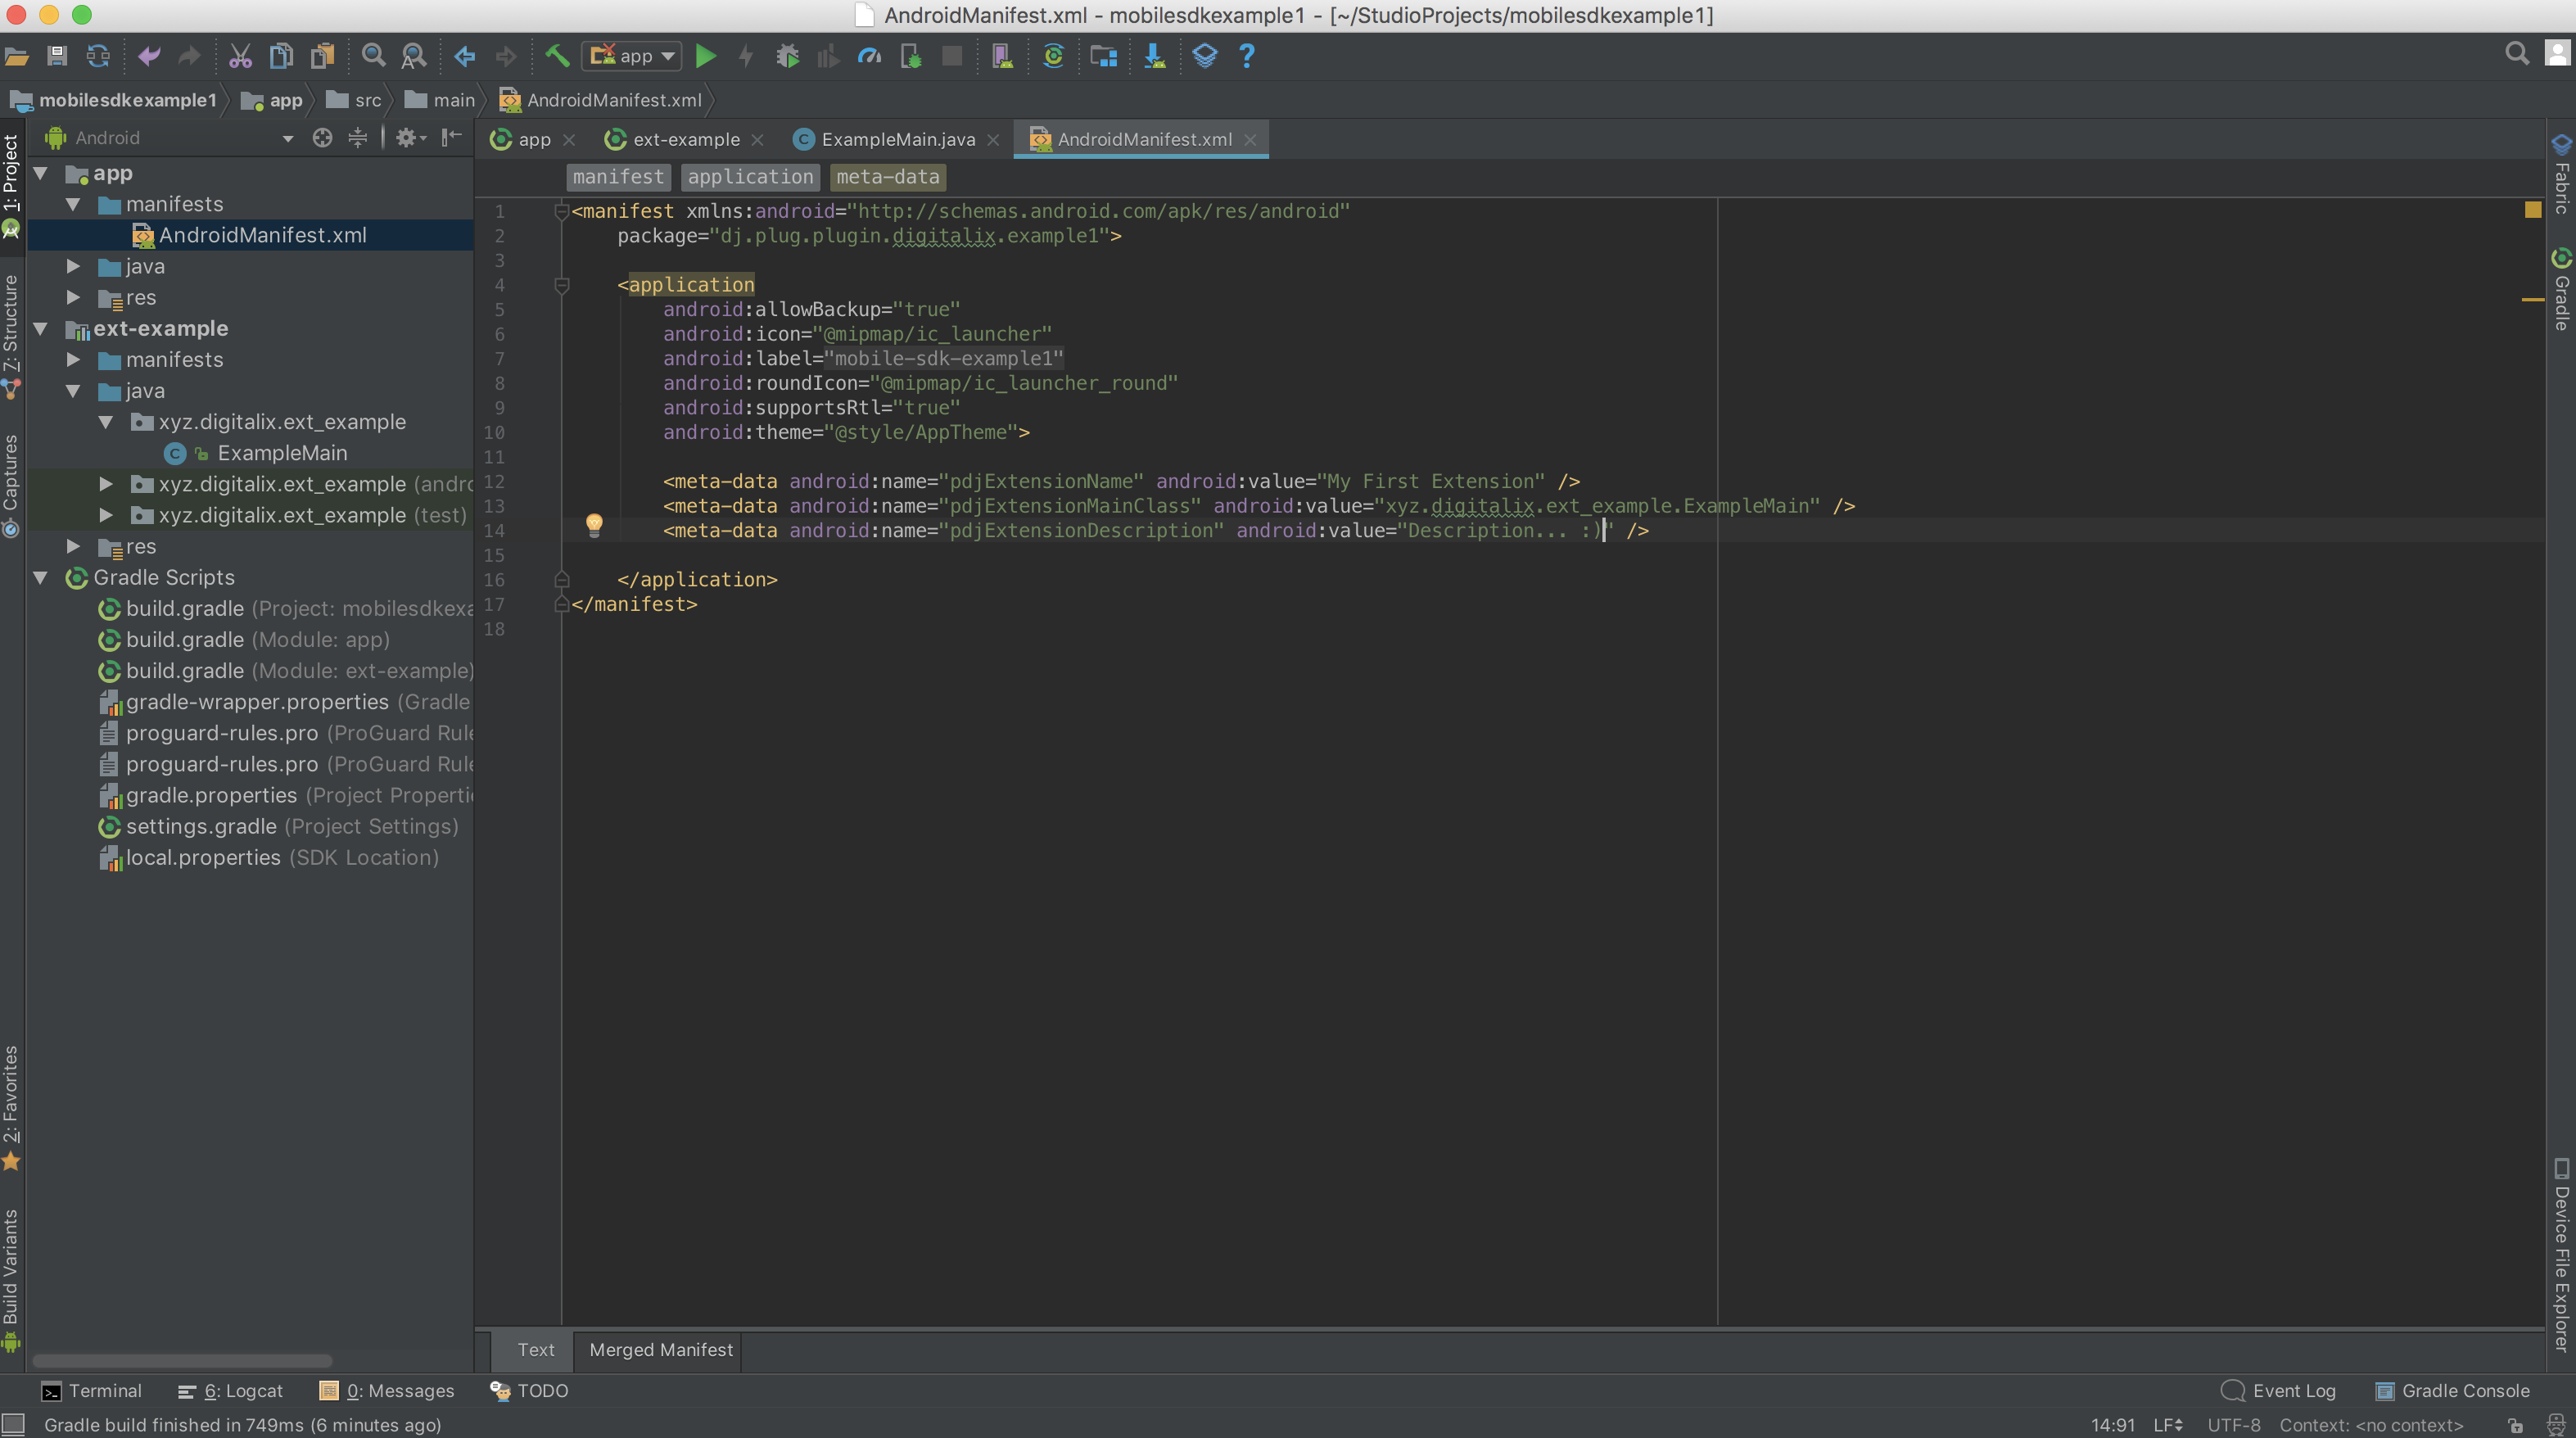 AndroidManifest.xml - mobilesdkexample1 - [~/StudioProjects/mobilesdkexample1]
app
mobilesdkexample1 app src main AndroidManifest.xml
Android
app ext-example ExampleMain.java AndroidManifest.xml
manifest application meta-data
1: Project
7: Structure
Captures
2: Favorites
Build Variants
app
manifests
AndroidManifest.xml
java
res
ext-example
manifests
java
xyz.digitalix.ext_example
ExampleMain
xyz.digitalix.ext_example (andro
xyz.digitalix.ext_example (test)
res
Gradle Scripts
build.gradle (Project: mobilesdkexa
build.gradle (Module: app)
build.gradle (Module: ext-example)
gradle-wrapper.properties (Gradle
proguard-rules.pro (ProGuard Rule
proguard-rules.pro (ProGuard Rule
gradle.properties (Project Properti
settings.gradle (Project Settings)
local.properties (SDK Location)
1 <manifest xmlns:android="http://schemas.android.com/apk/res/android"
2 package="dj.plug.plugin.digitalix.example1">
3
4 <application
5 android:allowBackup="true"
6 android:icon="@mipmap/ic_launcher"
7 android:label="mobile-sdk-example1"
8 android:roundIcon="@mipmap/ic_launcher_round"
9 android:supportsRtl="true"
10 android:theme="@style/AppTheme">
11
12 <meta-data android:name="pdjExtensionName" android:value="My First Extension" />
13 <meta-data android:name="pdjExtensionMainClass" android:value="xyz.digitalix.ext_example.ExampleMain" />
14 <meta-data android:name="pdjExtensionDescription" android:value="Description... :)" />
15
16 </application>
17 </manifest>
18
Fabric
Gradle
Device File Explorer
Text Merged Manifest
Terminal 6: Logcat 0: Messages TODO Event Log Gradle Console
Gradle build finished in 749ms (6 minutes ago) 14:91 LF UTF-8 Context: <no context>